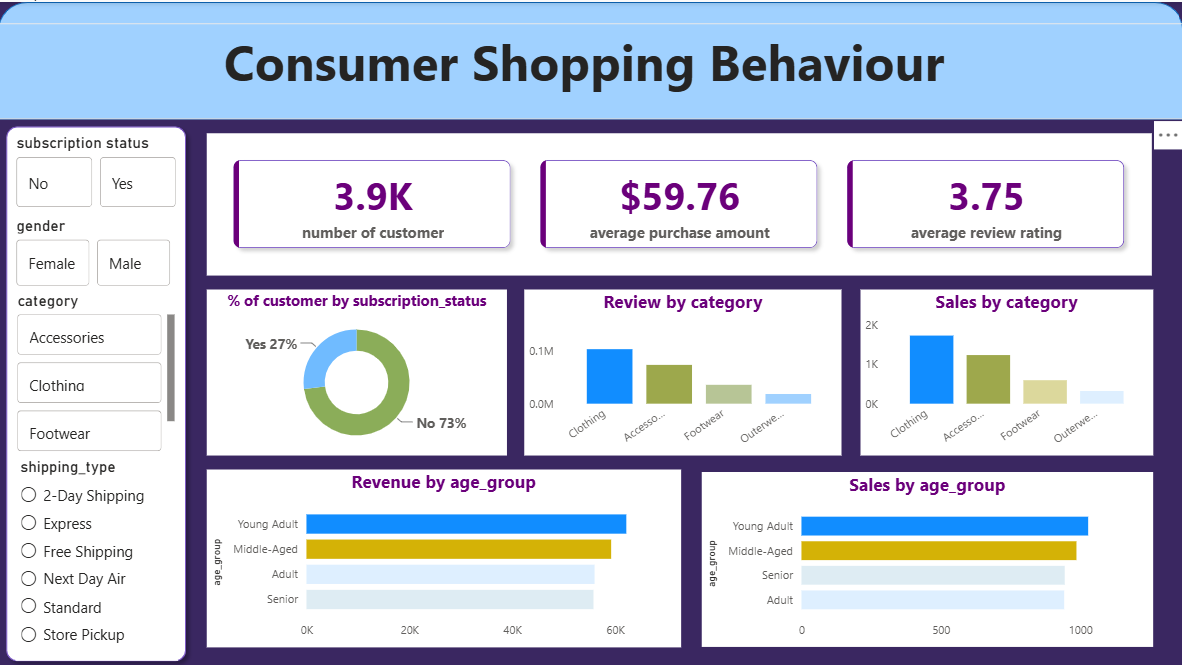 Consumer Shopping Behaviour
subscription status
No Yes
gender
Female Male
category
Accessories
Clothing
Footwear
shipping_type
2-Day Shipping
Express
Free Shipping
Next Day Air
Standard
Store Pickup
3.9K
number of customer
$59.76
average purchase amount
3.75
average review rating
% of customer by subscription_status
Yes 27%
No 73%
Review by category
0.1M
0.0M
Clothing Accesso... Footwear Outerwe...
Sales by category
2K
1K
0K
Clothing Accesso... Footwear Outerwe...
Revenue by age_group
age_group
Young Adult
Middle-Aged
Adult
Senior
0K 20K 40K 60K
Sales by age_group
age_group
Young Adult
Middle-Aged
Senior
Adult
0 500 1000